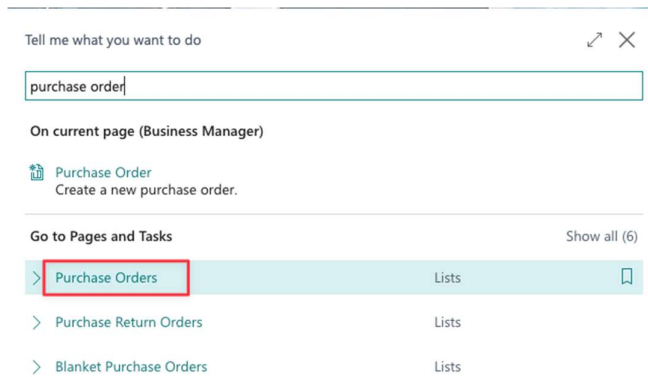 Tell me what you want to do
purchase order
On current page (Business Manager)
Purchase Order
Create a new purchase order.
Go to Pages and Tasks Show all (6)
Purchase Orders Lists
Purchase Return Orders Lists
Blanket Purchase Orders Lists